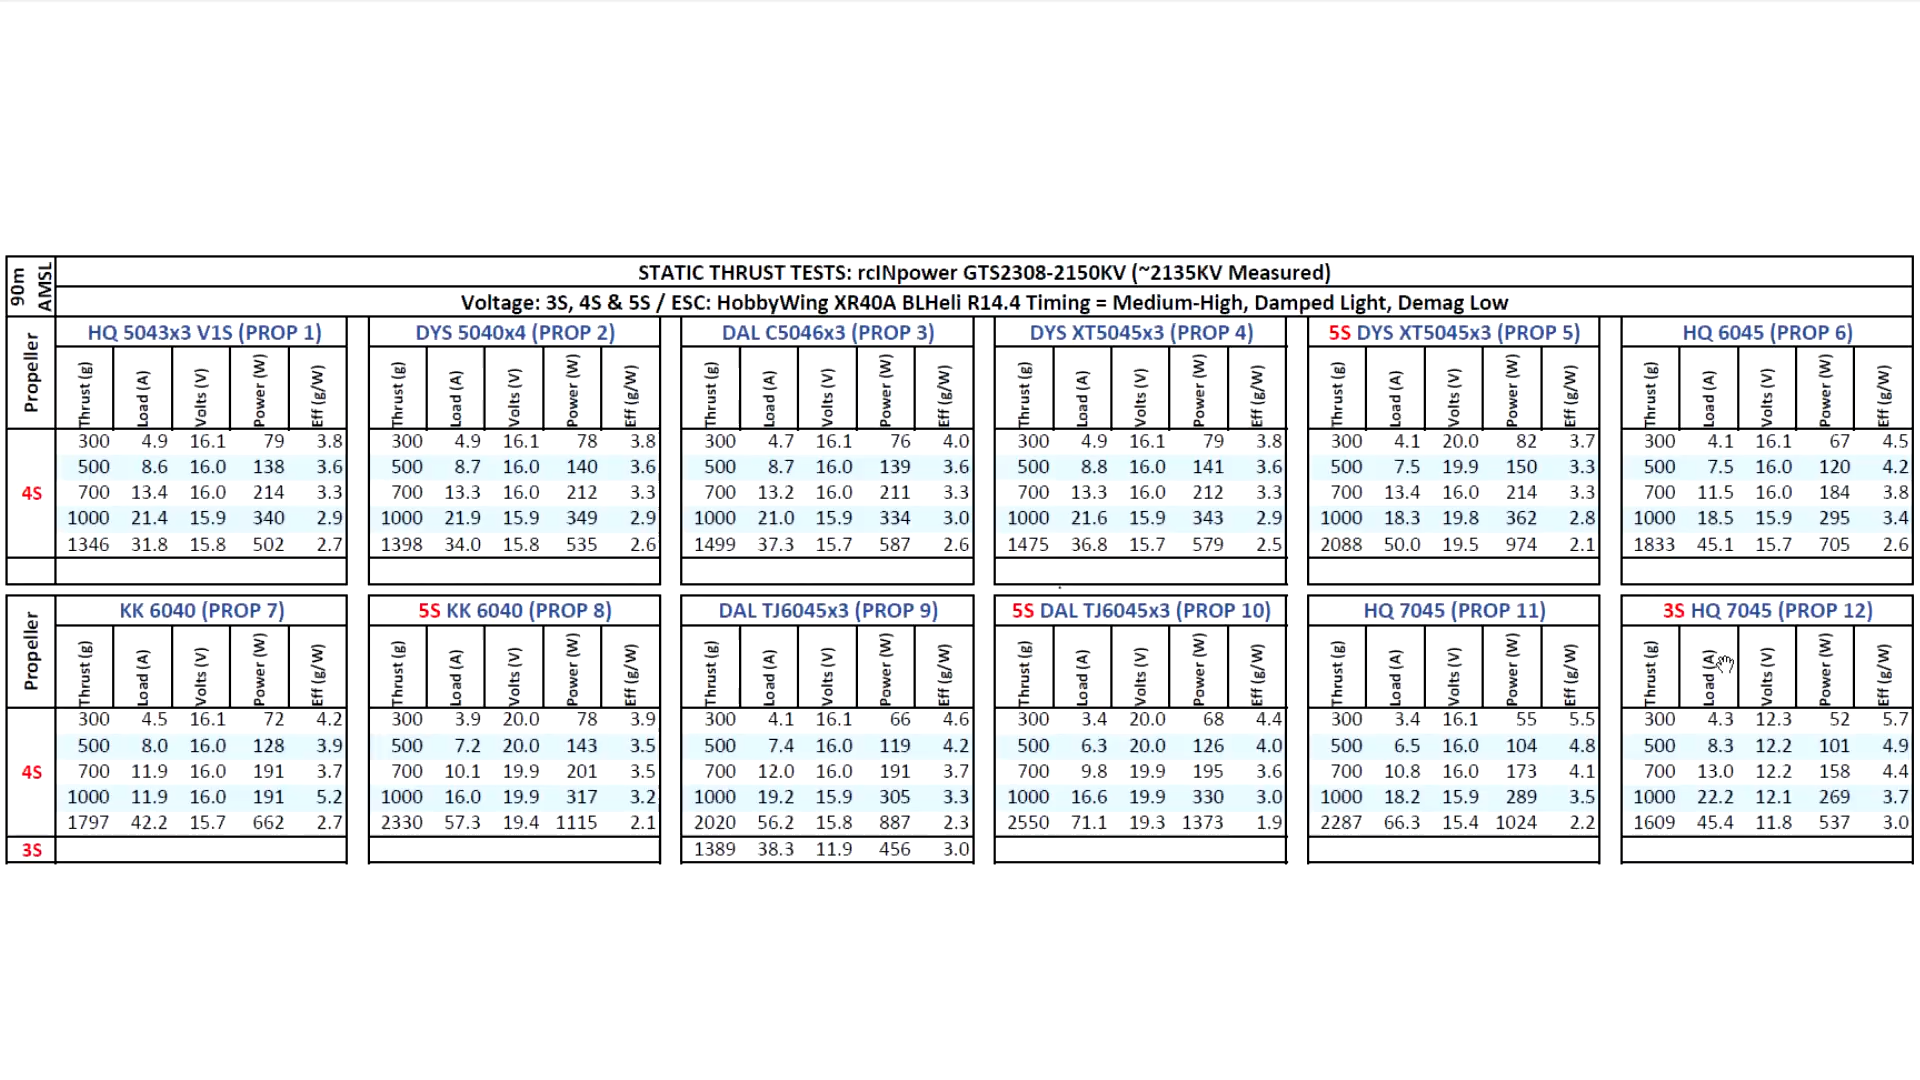 90m AMSL
STATIC THRUST TESTS: rcINpower GTS2308-2150KV (~2135KV Measured)
Voltage: 3S, 4S & 5S / ESC: HobbyWing XR40A BLHeli R14.4 Timing = Medium-High, Damped Light, Demag Low
Propeller HQ 5043x3 V1S (PROP 1) DYS 5040x4 (PROP 2) DAL C5046x3 (PROP 3) DYS XT5045x3 (PROP 4) 5S DYS XT5045x3 (PROP 5) HQ 6045 (PROP 6)
Thrust (g) Load (A) Volts (V) Power (W) Eff (g/W) Thrust (g) Load (A) Volts (V) Power (W) Eff (g/W) Thrust (g) Load (A) Volts (V) Power (W) Eff (g/W) Thrust (g) Load (A) Volts (V) Power (W) Eff (g/W) Thrust (g) Load (A) Volts (V) Power (W) Eff (g/W) Thrust (g) Load (A) Volts (V) Power (W) Eff (g/W)
300 4.9 16.1 79 3.8 300 4.9 16.1 78 3.8 300 4.7 16.1 76 4.0 300 4.9 16.1 79 3.8 300 4.1 20.0 82 3.7 300 4.1 16.1 67 4.5
500 8.6 16.0 138 3.6 500 8.7 16.0 140 3.6 500 8.7 16.0 139 3.6 500 8.8 16.0 141 3.6 500 7.5 19.9 150 3.3 500 7.5 16.0 120 4.2
4S 700 13.4 16.0 214 3.3 700 13.3 16.0 212 3.3 700 13.2 16.0 211 3.3 700 13.3 16.0 212 3.3 700 13.4 16.0 214 3.3 700 11.5 16.0 184 3.8
1000 21.4 15.9 340 2.9 1000 21.9 15.9 349 2.9 1000 21.0 15.9 334 3.0 1000 21.6 15.9 343 2.9 1000 18.3 19.8 362 2.8 1000 18.5 15.9 295 3.4
1346 31.8 15.8 502 2.7 1398 34.0 15.8 535 2.6 1499 37.3 15.7 587 2.6 1475 36.8 15.7 579 2.5 2088 50.0 19.5 974 2.1 1833 45.1 15.7 705 2.6
Propeller KK 6040 (PROP 7) 5S KK 6040 (PROP 8) DAL TJ6045x3 (PROP 9) 5S DAL TJ6045x3 (PROP 10) HQ 7045 (PROP 11) 3S HQ 7045 (PROP 12)
Thrust (g) Load (A) Volts (V) Power (W) Eff (g/W) Thrust (g) Load (A) Volts (V) Power (W) Eff (g/W) Thrust (g) Load (A) Volts (V) Power (W) Eff (g/W) Thrust (g) Load (A) Volts (V) Power (W) Eff (g/W) Thrust (g) Load (A) Volts (V) Power (W) Eff (g/W) Thrust (g) Load (A) Volts (V) Power (W) Eff (g/W)
300 4.5 16.1 72 4.2 300 3.9 20.0 78 3.9 300 4.1 16.1 66 4.6 300 3.4 20.0 68 4.4 300 3.4 16.1 55 5.5 300 4.3 12.3 52 5.7
500 8.0 16.0 128 3.9 500 7.2 20.0 143 3.5 500 7.4 16.0 119 4.2 500 6.3 20.0 126 4.0 500 6.5 16.0 104 4.8 500 8.3 12.2 101 4.9
4S 700 11.9 16.0 191 3.7 700 10.1 19.9 201 3.5 700 12.0 16.0 191 3.7 700 9.8 19.9 195 3.6 700 10.8 16.0 173 4.1 700 13.0 12.2 158 4.4
1000 11.9 16.0 191 5.2 1000 16.0 19.9 317 3.2 1000 19.2 15.9 305 3.3 1000 16.6 19.9 330 3.0 1000 18.2 15.9 289 3.5 1000 22.2 12.1 269 3.7
1797 42.2 15.7 662 2.7 2330 57.3 19.4 1115 2.1 2020 56.2 15.8 887 2.3 2550 71.1 19.3 1373 1.9 2287 66.3 15.4 1024 2.2 1609 45.4 11.8 537 3.0
3S 1389 38.3 11.9 456 3.0